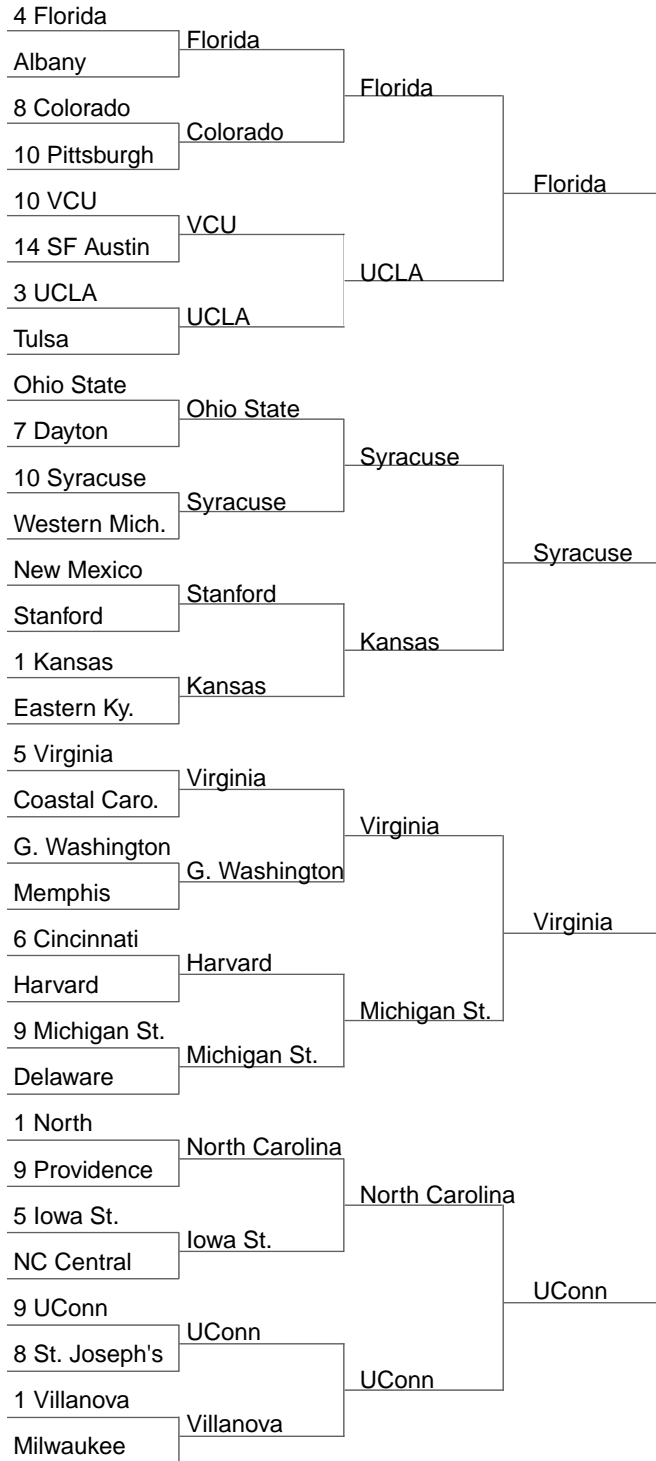 4 Florida
Albany
8 Colorado
10 Pittsburgh
10 VCU
14 SF Austin
3 UCLA
Tulsa
Ohio State
7 Dayton
10 Syracuse
Western Mich.
New Mexico
Stanford
1 Kansas
Eastern Ky.
5 Virginia
Coastal Caro.
G. Washington
Memphis
6 Cincinnati
Harvard
9 Michigan St.
Delaware
1 North
9 Providence
5 Iowa St.
NC Central
9 UConn
8 St. Joseph's
1 Villanova
Milwaukee
Florida
Colorado
VCU
UCLA
Ohio State
Syracuse
Stanford
Kansas
Virginia
G. Washington
Harvard
Michigan St.
North Carolina
Iowa St.
UConn
Villanova
Florida
UCLA
Syracuse
Kansas
Virginia
Michigan St.
North Carolina
UConn
Florida
Syracuse
Virginia
UConn